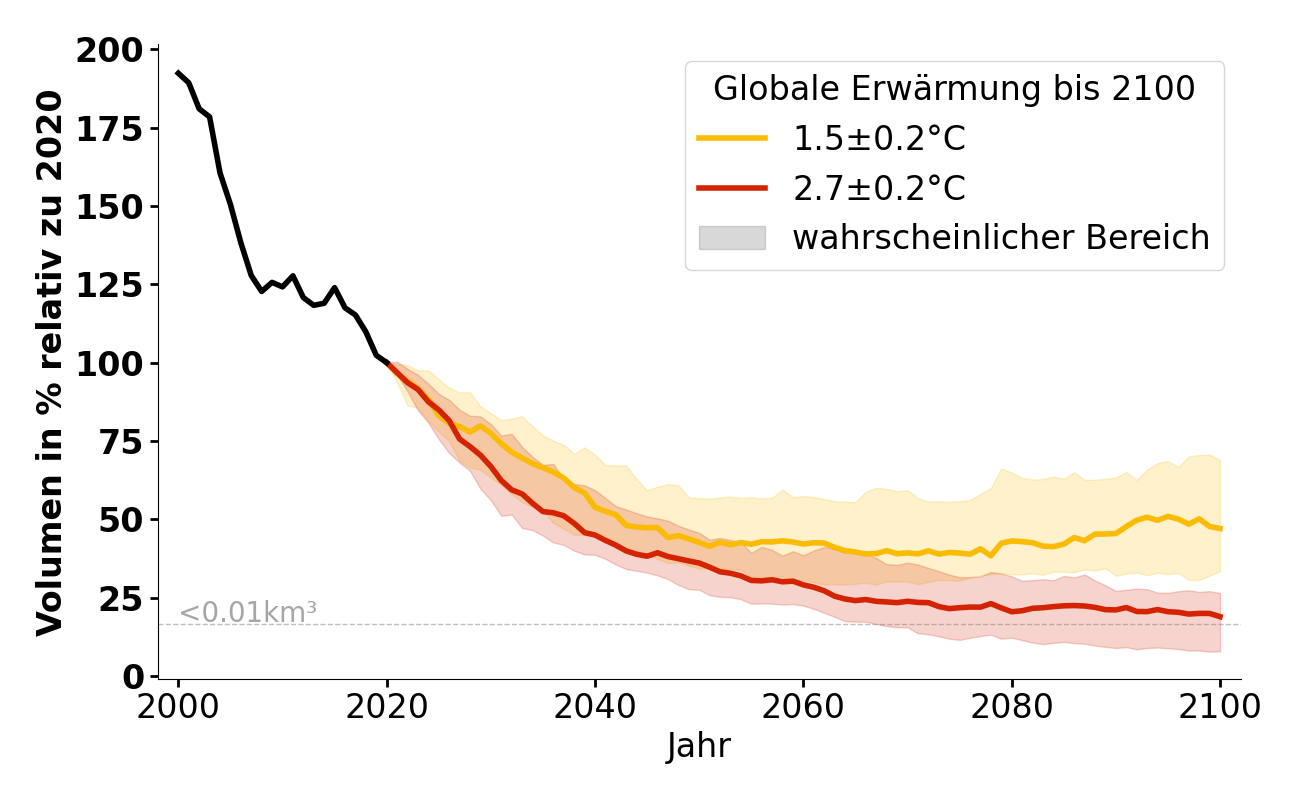 Volumen in % relativ zu 2020
200
175
150
125
100
75
50
25
0
Globale Erwärmung bis 2100
1.5±0.2°C
2.7±0.2°C
wahrscheinlicher Bereich
<0.01km³
2000 2020 2040 2060 2080 2100
Jahr